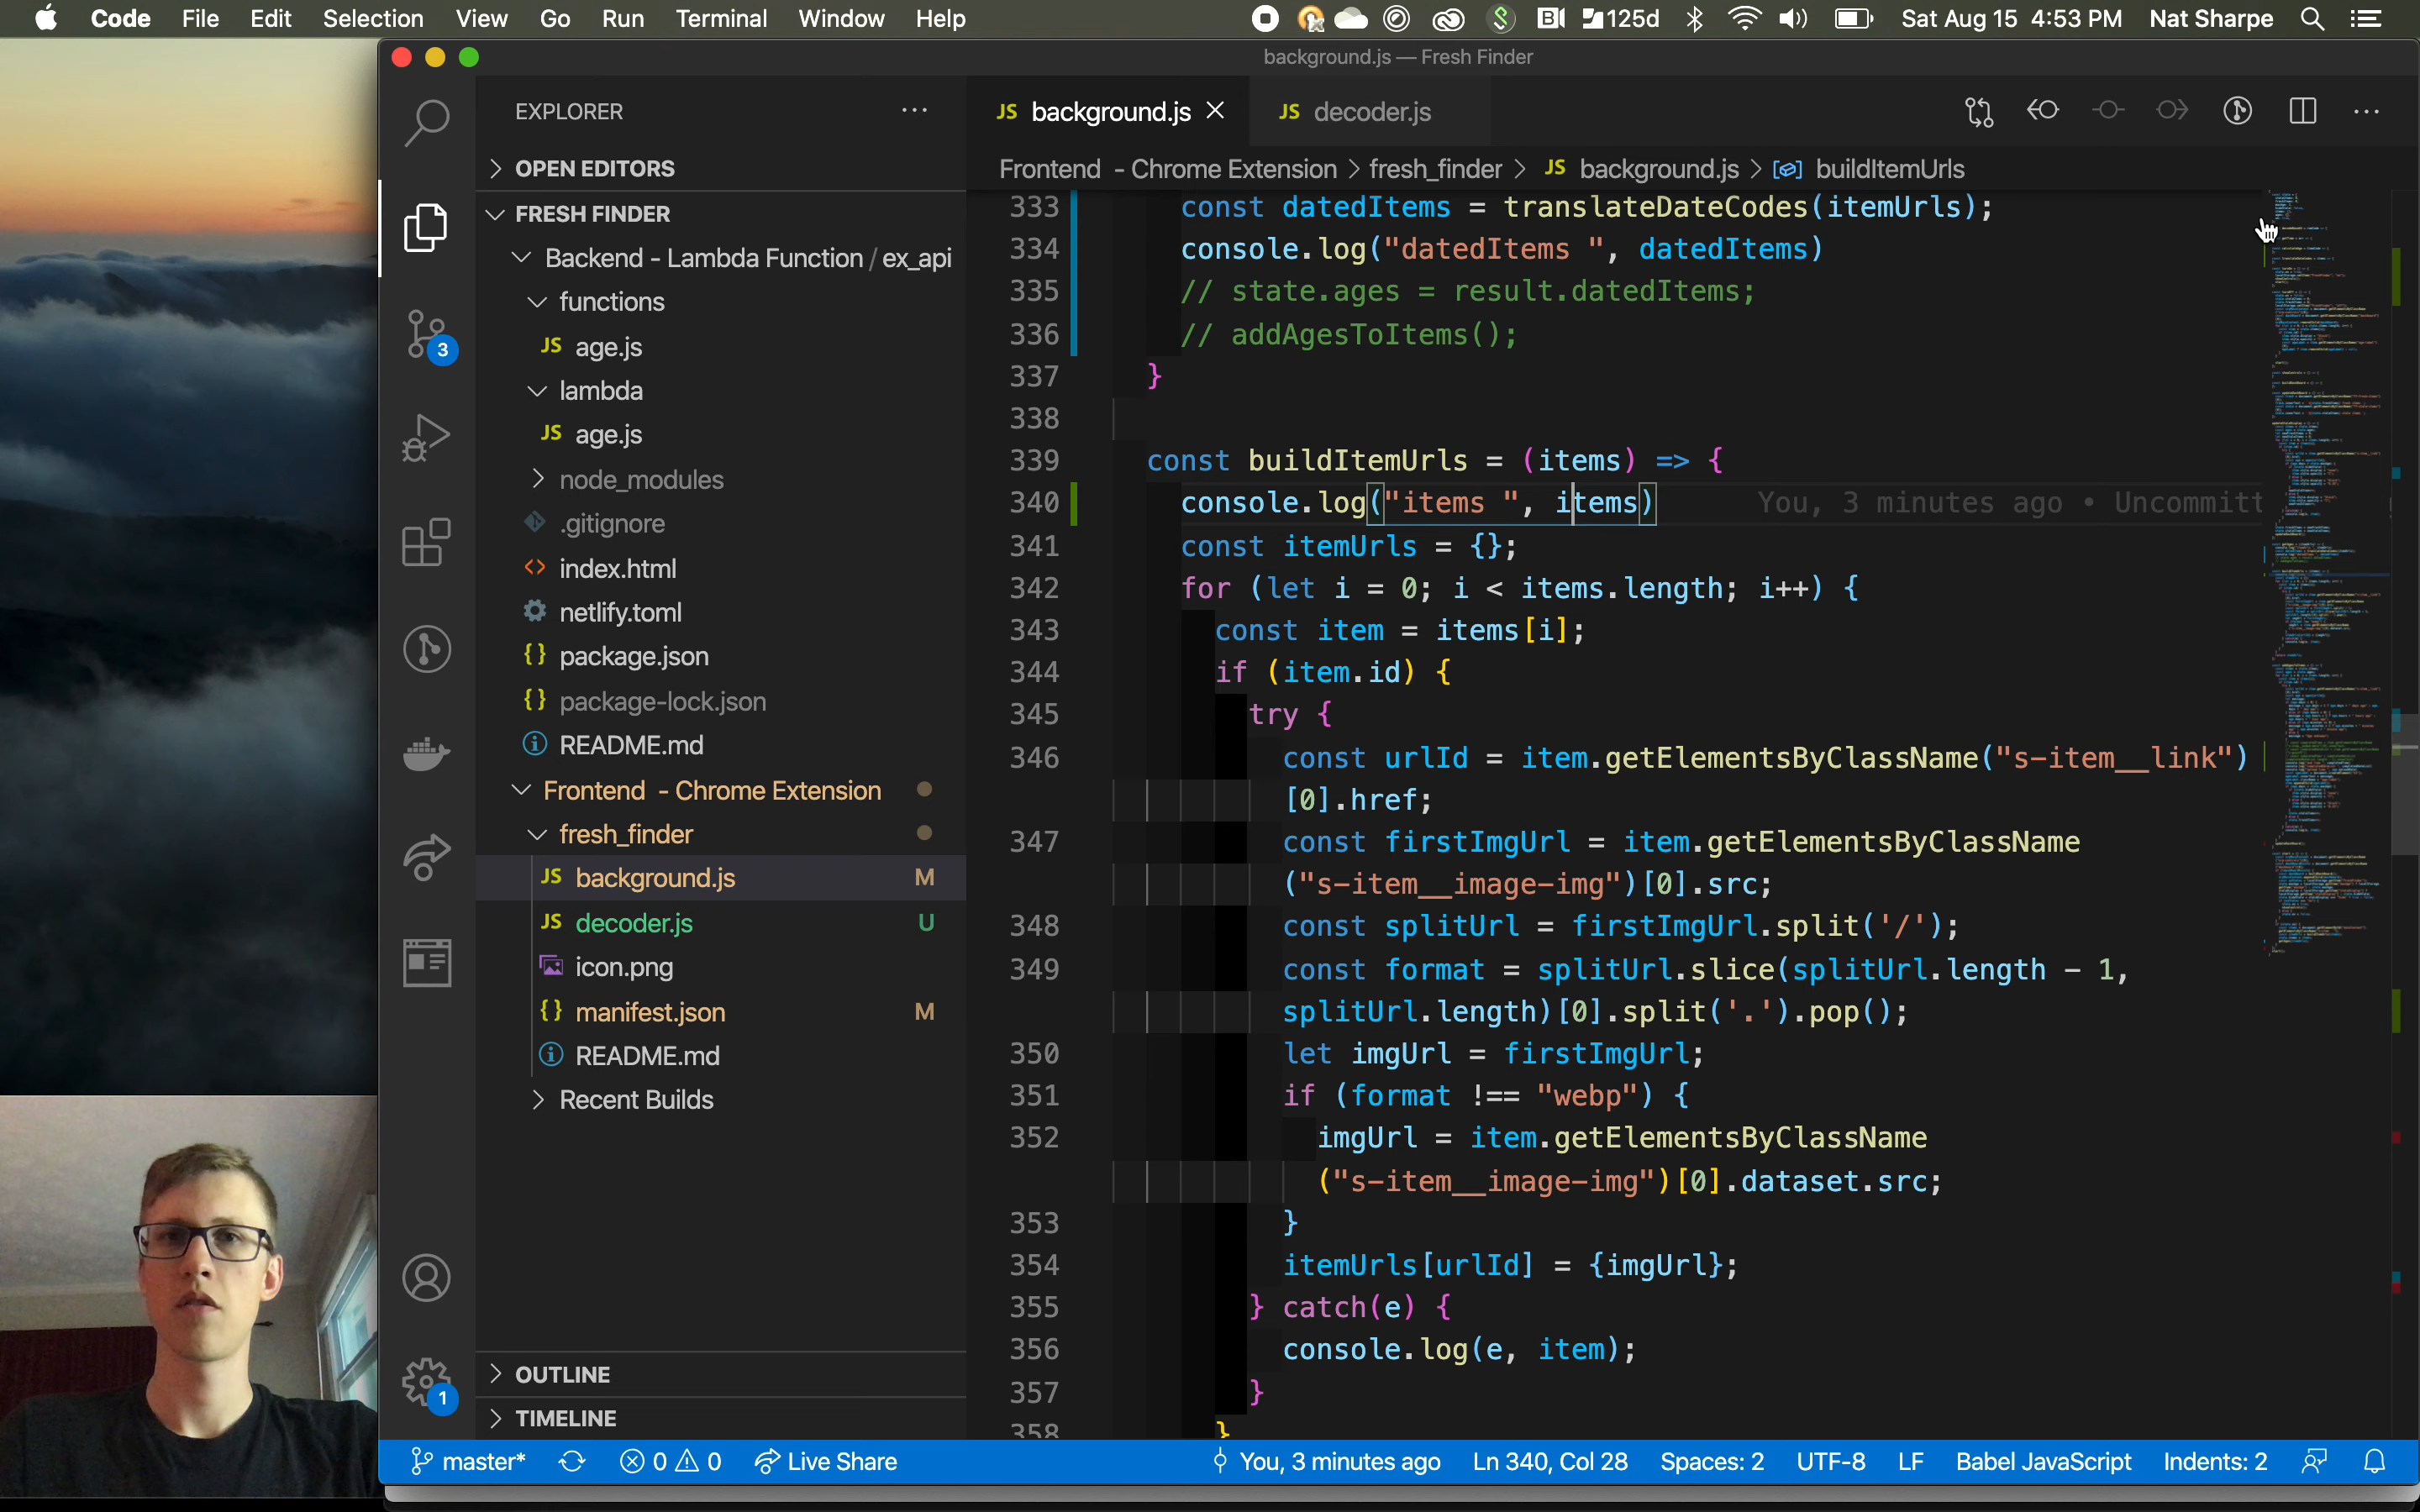 Code File Edit Selection View Go Run Terminal Window Help 125d Sat Aug 15 4:53 PM Nat Sharpe
background.js — Fresh Finder
EXPLORER
OPEN EDITORS
FRESH FINDER
Backend - Lambda Function / ex_api
functions
JS age.js
lambda
JS age.js
node_modules
.gitignore
<> index.html
netlify.toml
{} package.json
{} package-lock.json
README.md
Frontend - Chrome Extension
fresh_finder
JS background.js M
JS decoder.js U
icon.png
{} manifest.json M
README.md
Recent Builds
OUTLINE
TIMELINE
3
1
JS background.js JS decoder.js
Frontend - Chrome Extension > fresh_finder > JS background.js > buildItemUrls
333 const datedItems = translateDateCodes(itemUrls);
334 console.log("datedItems ", datedItems)
335 // state.ages = result.datedItems;
336 // addAgesToItems();
337 }
338
339 const buildItemUrls = (items) => {
340 console.log("items ", items) You, 3 minutes ago • Uncommitt
341 const itemUrls = {};
342 for (let i = 0; i < items.length; i++) {
343 const item = items[i];
344 if (item.id) {
345 try {
346 const urlId = item.getElementsByClassName("s-item__link")
[0].href;
347 const firstImgUrl = item.getElementsByClassName
("s-item__image-img")[0].src;
348 const splitUrl = firstImgUrl.split('/');
349 const format = splitUrl.slice(splitUrl.length - 1,
splitUrl.length)[0].split('.').pop();
350 let imgUrl = firstImgUrl;
351 if (format !== "webp") {
352 imgUrl = item.getElementsByClassName
("s-item__image-img")[0].dataset.src;
353 }
354 itemUrls[urlId] = {imgUrl};
355 } catch(e) {
356 console.log(e, item);
357 }
358 }
master* 0 0 Live Share You, 3 minutes ago Ln 340, Col 28 Spaces: 2 UTF-8 LF Babel JavaScript Indents: 2